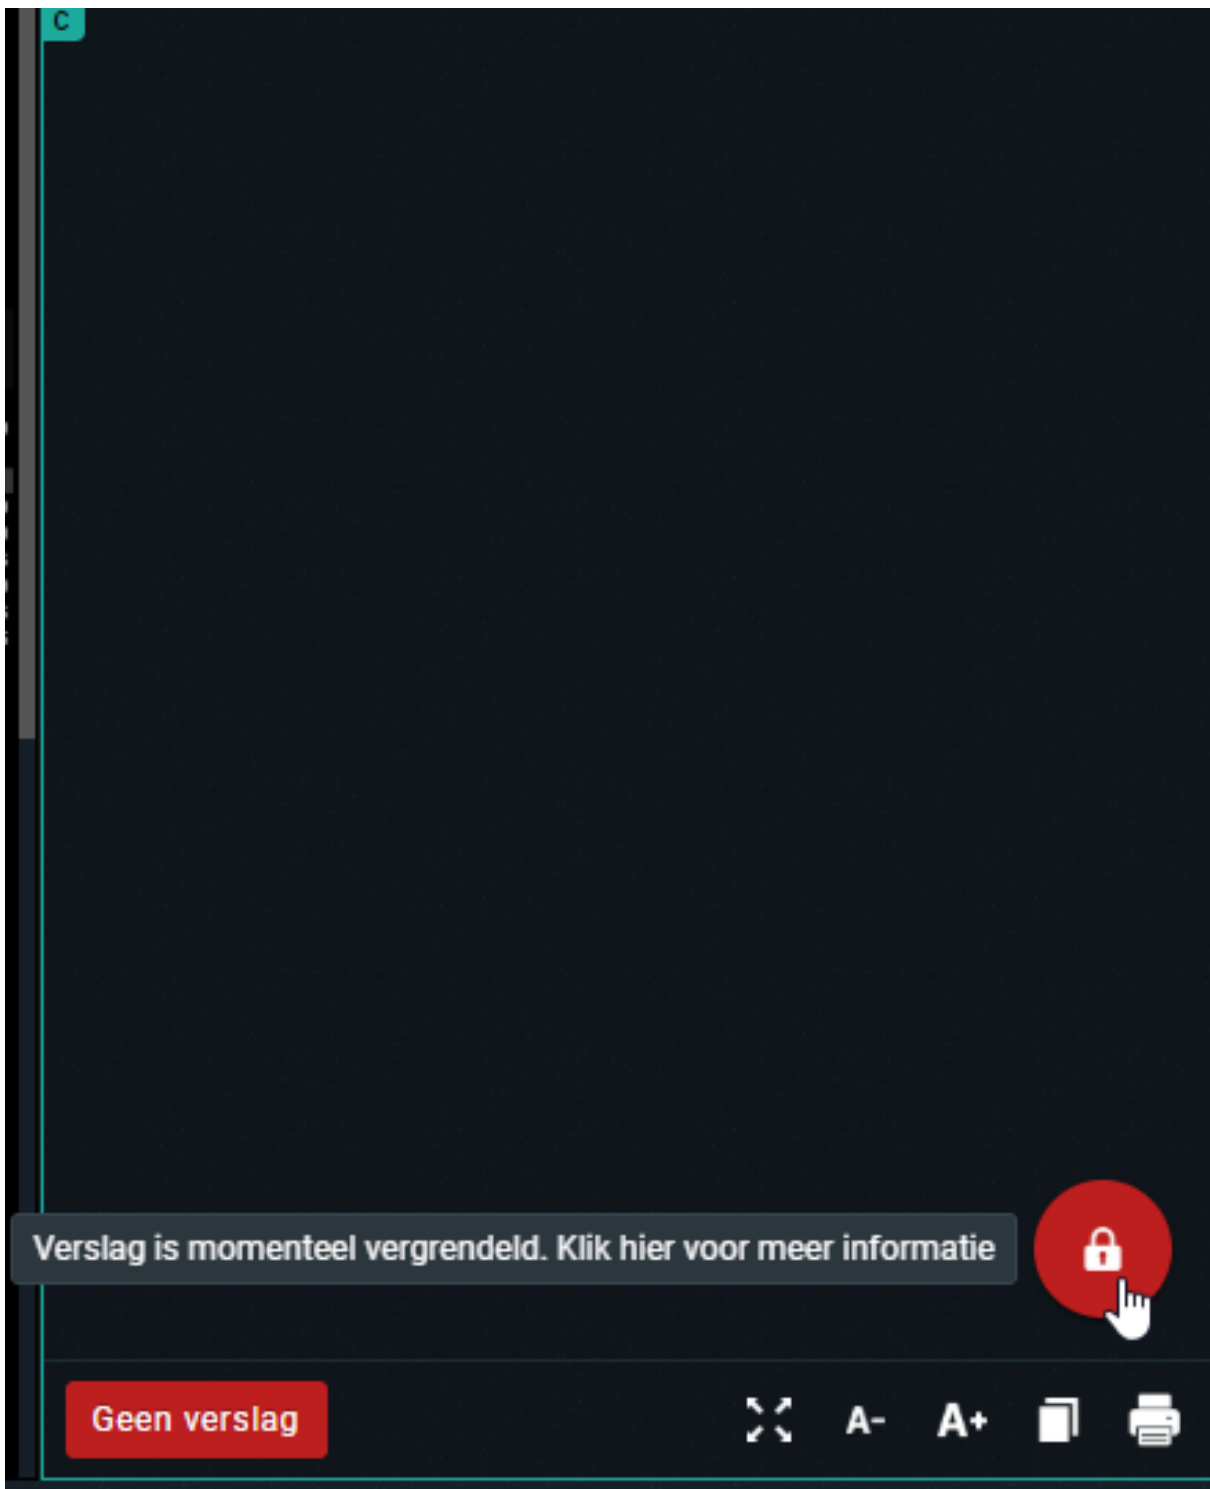 C
Verslag is momenteel vergrendeld. Klik hier voor meer informatie
Geen verslag
A-
A+